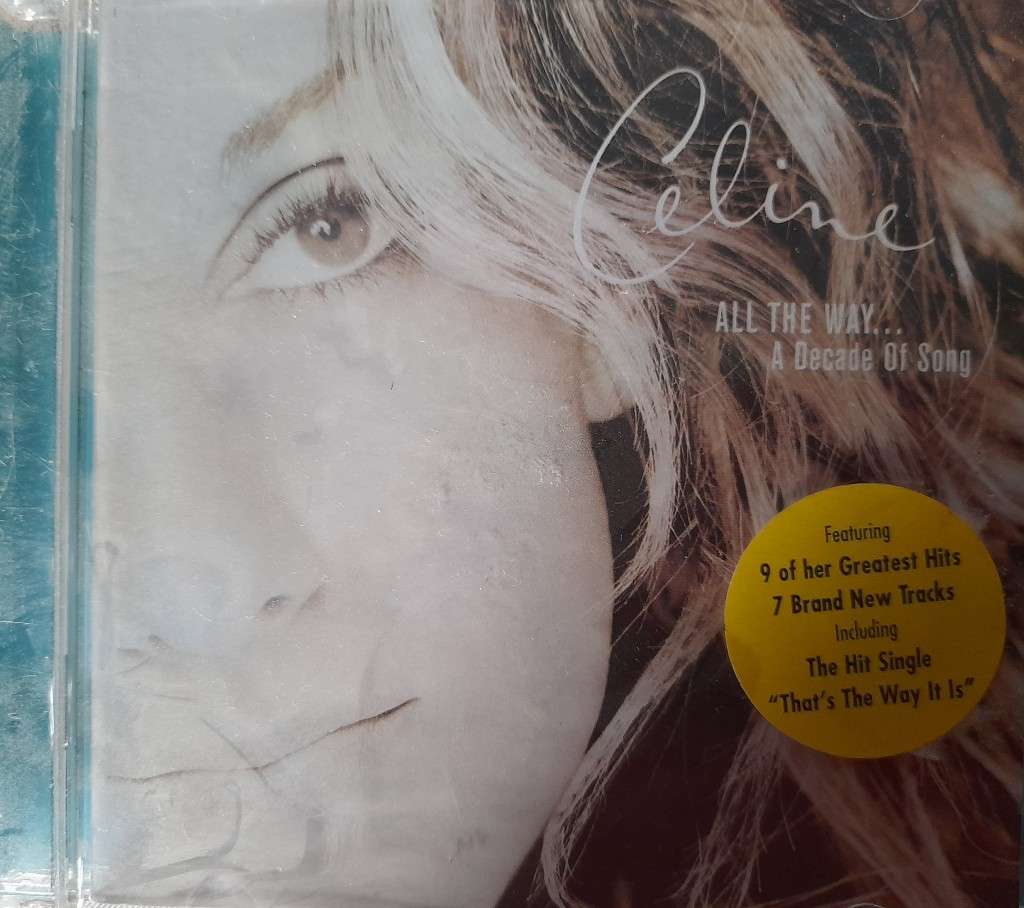 Celine
ALL THE WAY...
A Decade Of Song
Featuring
9 of her Greatest Hits
7 Brand New Tracks
Including
The Hit Single
"That's The Way It Is"